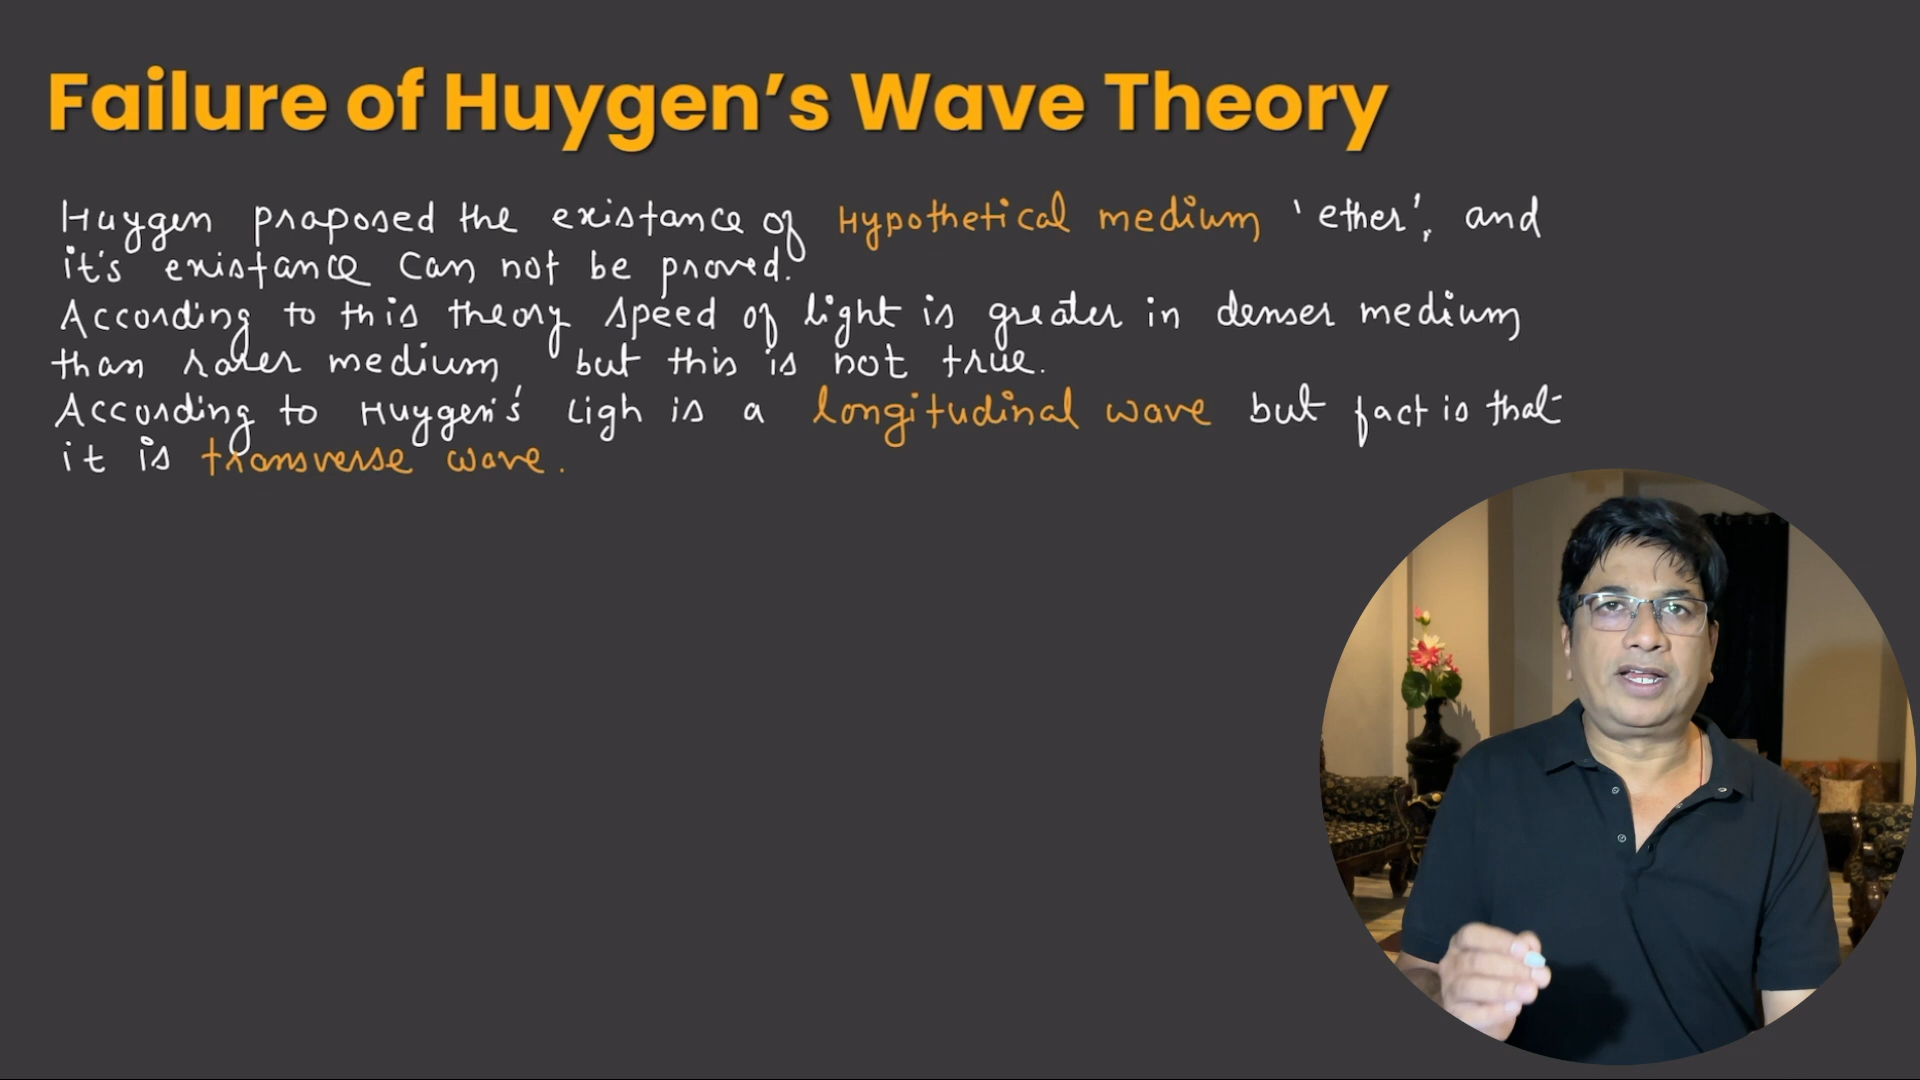 Failure of Huygen’s Wave Theory
Huygen proposed the existance of Hypothetical medium 'ether', and
it's existance can not be proved.
According to this theory speed of light is greater in denser medium
than rarer medium but this is not true.
According to Huygen's Ligh is a longitudinal wave but fact is that
it is transverse wave.